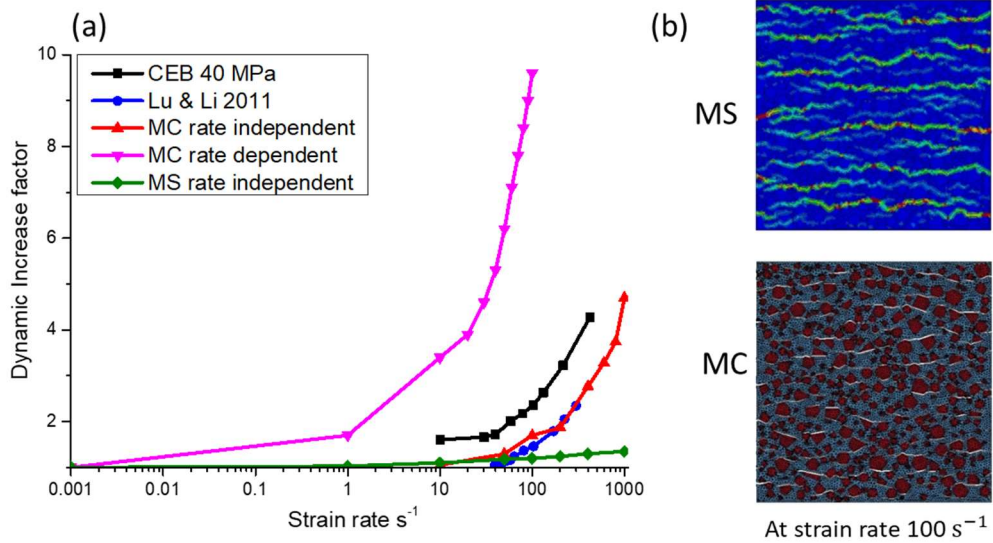 (a)
(b)
10
8
6
4
2
Dynamic Increase factor
CEB 40 MPa
Lu & Li 2011
MC rate independent
MC rate dependent
MS rate independent
0.001
0.01
0.1
1
10
100
1000
Strain rate s⁻¹
MS
MC
At strain rate 100 s⁻¹